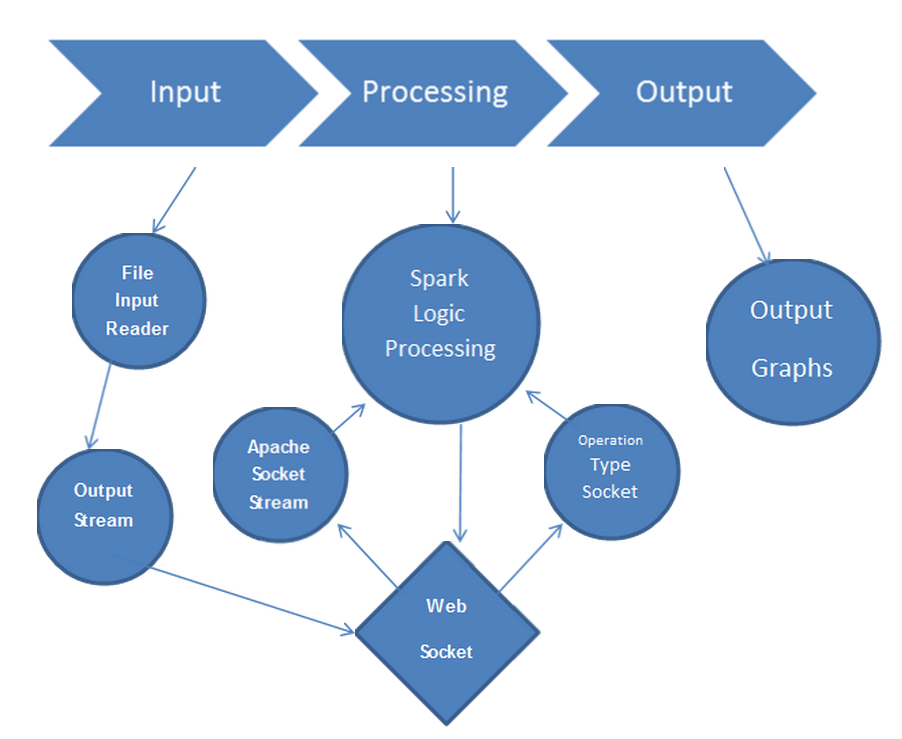 Input
Processing
Output
File
Input
Reader
Spark
Logic
Processing
Output
Graphs
Apache
Socket
Stream
Operation
Type
Socket
Output
Stream
Web
Socket